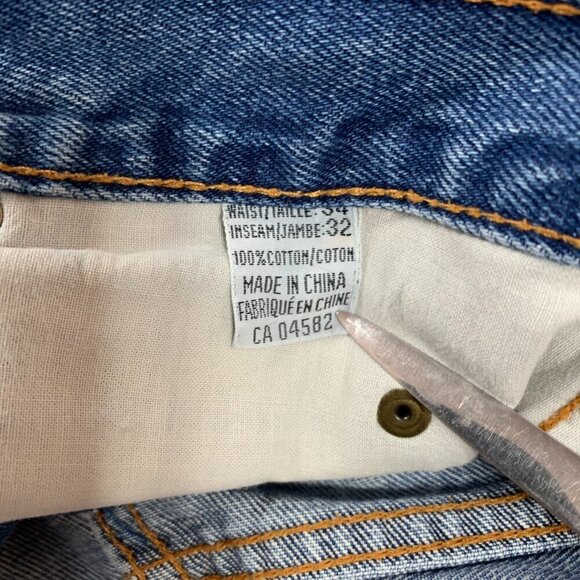 WAIST/TAILLE: 34
INSEAM/JAMBE: 32
100% COTTON/COTON
MADE IN CHINA
FABRIQUÉ EN CHINE
CA 04582